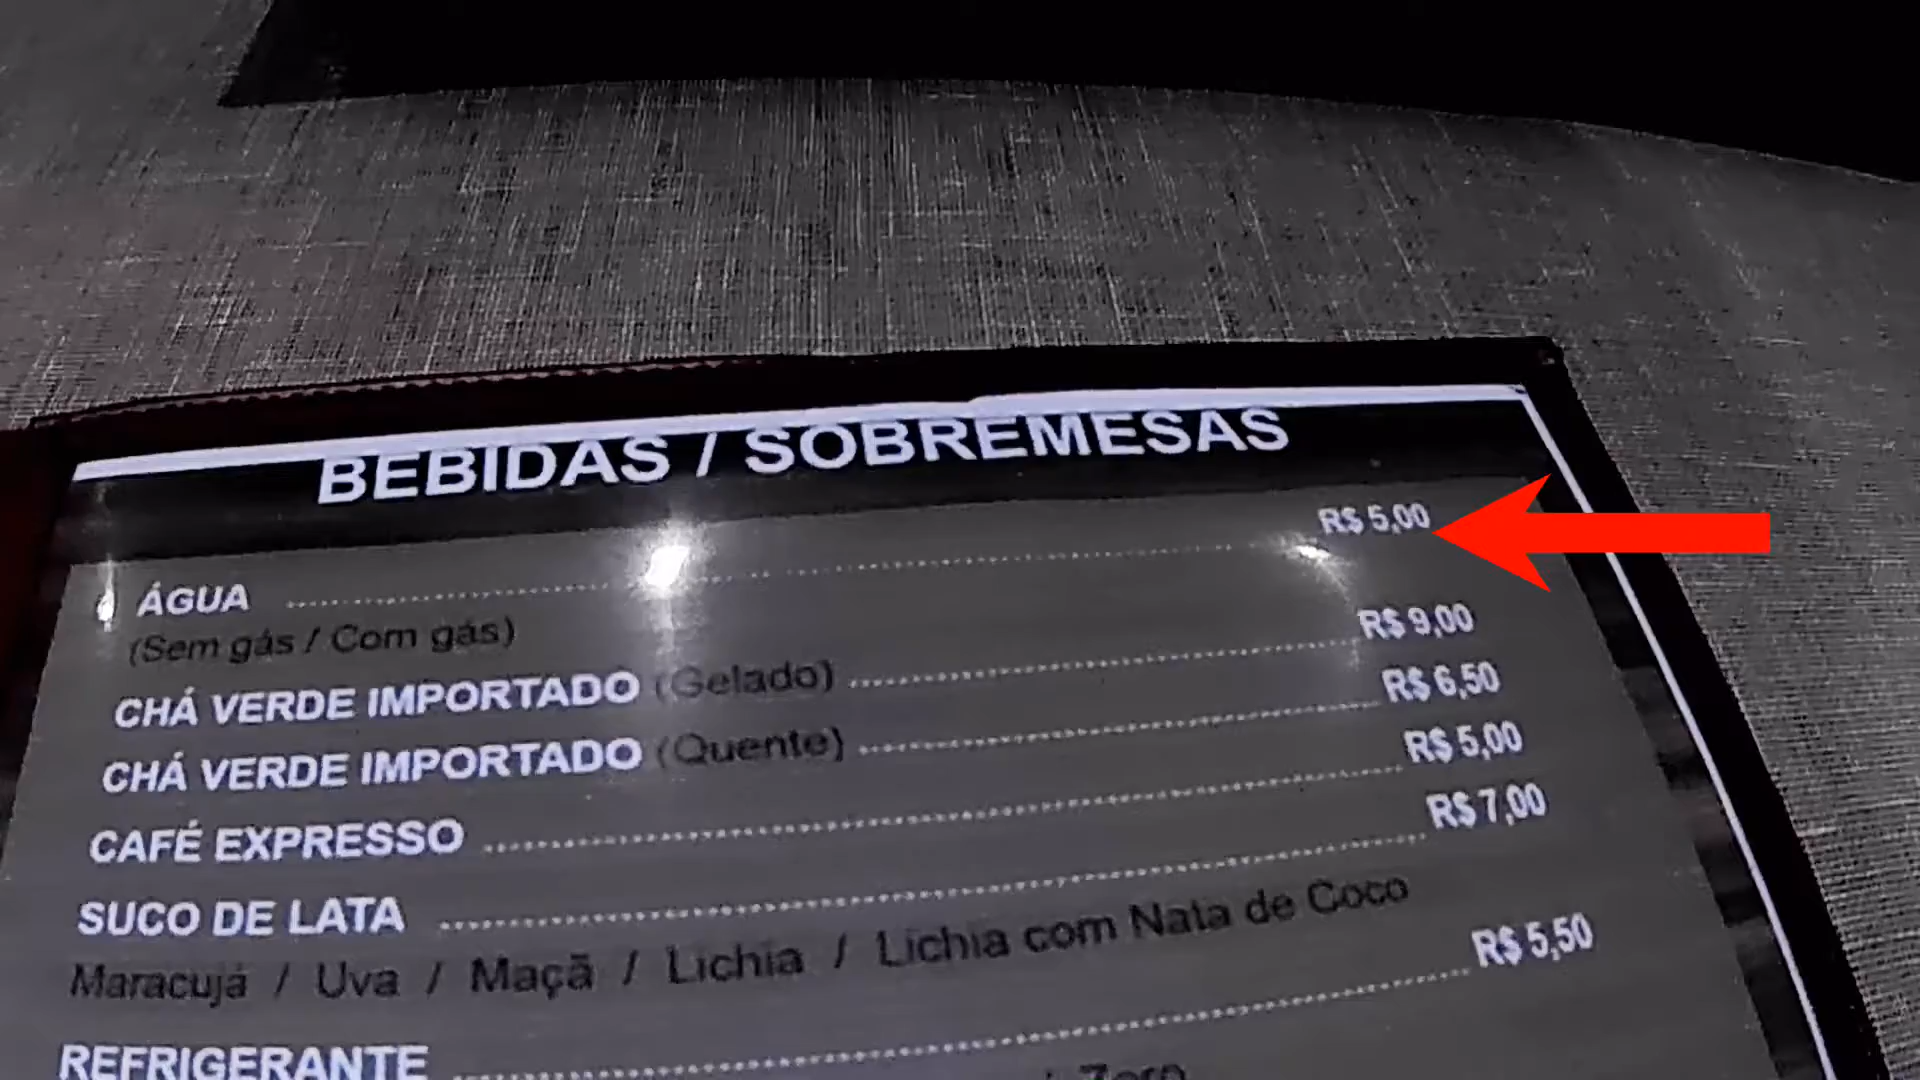 BEBIDAS / SOBREMESAS
ÁGUA ........................ R$ 5,00
(Sem gás / Com gás)
CHÁ VERDE IMPORTADO (Gelado) ........................ R$ 9,00
CHÁ VERDE IMPORTADO (Quente) ........................ R$ 6,50
CAFÉ EXPRESSO ........................ R$ 5,00
SUCO DE LATA ........................ R$ 7,00
Maracujá / Uva / Maçã / Lichia / Lichia com Nata de Coco
REFRIGERANTE ........................ R$ 5,50
Zero